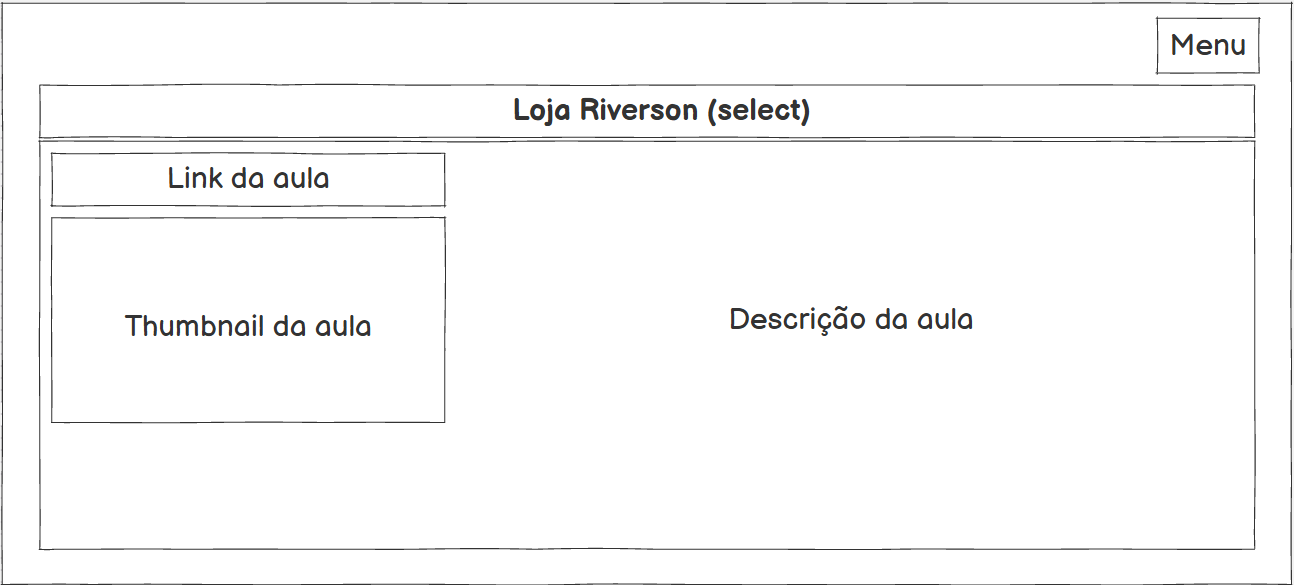 Menu
Loja Riverson (select)
Link da aula
Thumbnail da aula
Descrição da aula